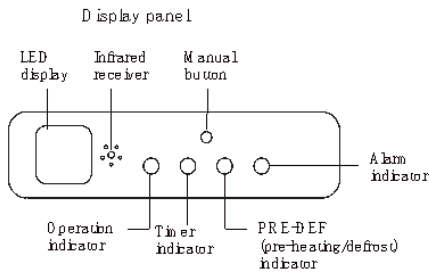 Display panel
LED
display
Infrared
receiver
Manual
button
Alarm
indicator
Operation
indicator
Timer
indicator
PRE-DEF
(pre-heating/defrost)
indicator